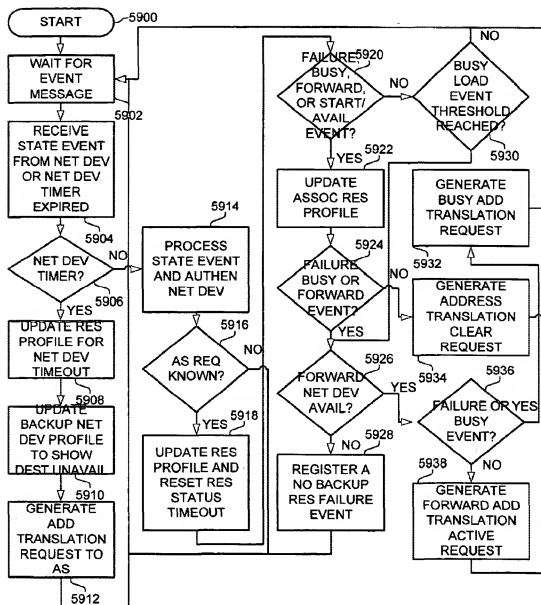 START
5900
WAIT FOR
EVENT
MESSAGE
5902
RECEIVE
STATE EVENT
FROM NET DEV
OR NET DEV
TIMER
EXPIRED
5904
NET DEV
TIMER?
NO
5906
YES
UPDATE RES
PROFILE FOR
NET DEV
TIMEOUT
5908
UPDATE
BACKUP NET
DEV PROFILE
TO SHOW
DEST UNAVAIL
5910
GENERATE
ADD
TRANSLATION
REQUEST TO
AS
5912
5914
PROCESS
STATE EVENT
AND AUTHEN
NET DEV
5916
AS REQ
KNOWN?
NO
YES
5918
UPDATE RES
PROFILE AND
RESET RES
STATUS
TIMEOUT
5920
FAILURE,
BUSY,
FORWARD,
OR START/
AVAIL
EVENT?
NO
YES
5922
UPDATE
ASSOC RES
PROFILE
5924
FAILURE
BUSY OR
FORWARD
EVENT?
NO
YES
5926
FORWARD
NET DEV
AVAIL?
YES
NO
5928
REGISTER A
NO BACKUP
RES FAILURE
EVENT
NO
BUSY
LOAD
EVENT
THRESHOLD
REACHED?
5930
GENERATE
BUSY ADD
TRANSLATION
REQUEST
5932
GENERATE
ADDRESS
TRANSLATION
CLEAR
REQUEST
5934
5936
FAILURE OR
BUSY
EVENT?
YES
NO
5938
GENERATE
FORWARD ADD
TRANSLATION
ACTIVE
REQUEST